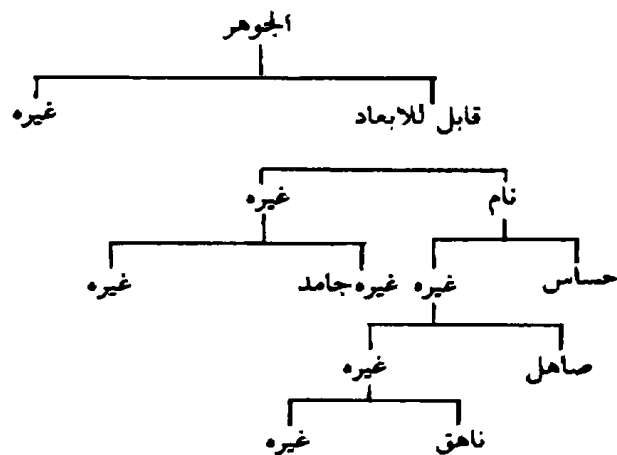 الجوهر
قابل للابعاد غيره
نام غيره
حساس غيره غيره جامد غيره
صاهل غيره
ناهق غيره